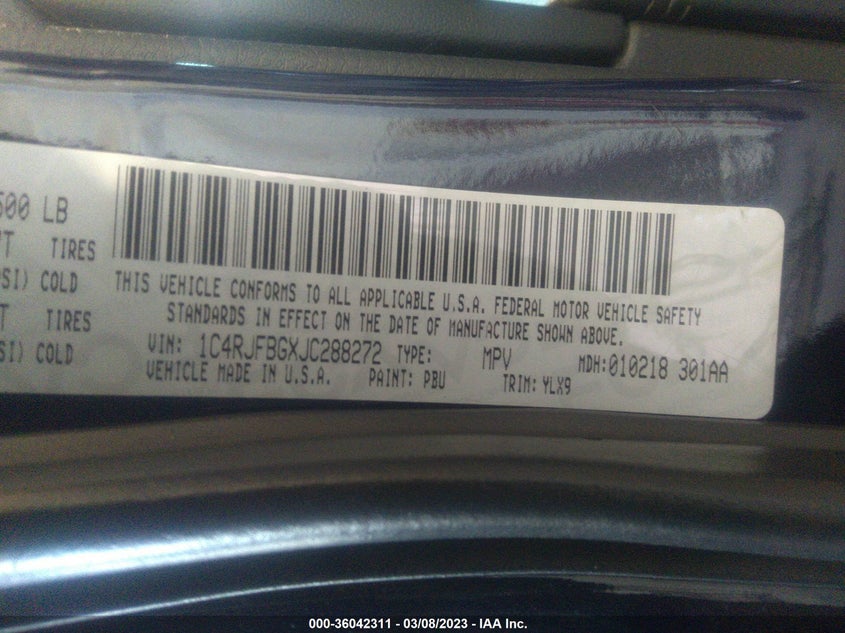 500 LB
TIRES
COLD
TIRES
COLD
THIS VEHICLE CONFORMS TO ALL APPLICABLE U.S.A. FEDERAL MOTOR VEHICLE SAFETY
STANDARDS IN EFFECT ON THE DATE OF MANUFACTURE SHOWN ABOVE.
VIN: 1C4RJFBGXJC288272 TYPE: MPV MDH:010218 301AA
VEHICLE MADE IN U.S.A. PAINT: PBU TRIM: YLX9
000-36042311 - 03/08/2023 - IAA Inc.